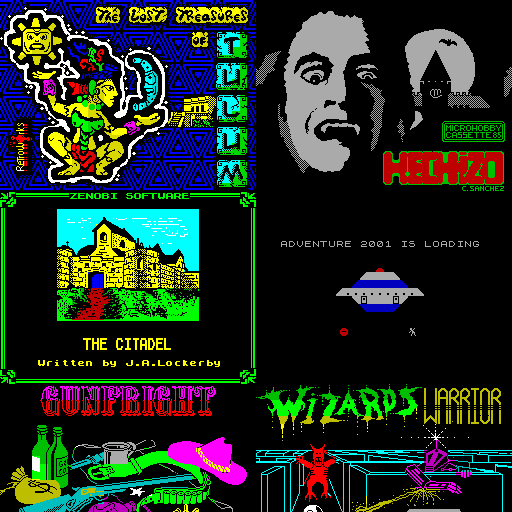 THE LOST TREASURES
OF
TULUM
RETROWORKS
MICROHOBBY
CASSETTE 85
HECHIZO
C.SANCHEZ
ZENOBI SOFTWARE
THE CITADEL
Written by J.A.Lockerby
ADVENTURE 2001 IS LOADING
GUNFRIGHT
WIZARDS
WARRIOR